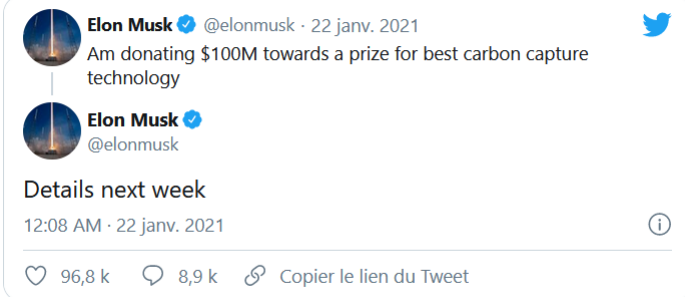 Elon Musk @elonmusk · 22 janv. 2021
Am donating $100M towards a prize for best carbon capture
technology
Elon Musk
@elonmusk
Details next week
12:08 AM · 22 janv. 2021
96,8 k 8,9 k Copier le lien du Tweet